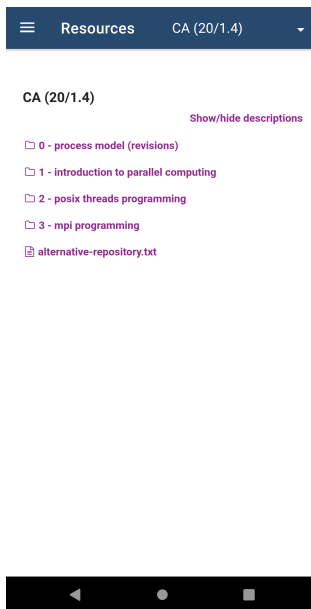 Resources CA (20/1.4)
CA (20/1.4)
Show/hide descriptions
0 - process model (revisions)
1 - introduction to parallel computing
2 - posix threads programming
3 - mpi programming
alternative-repository.txt